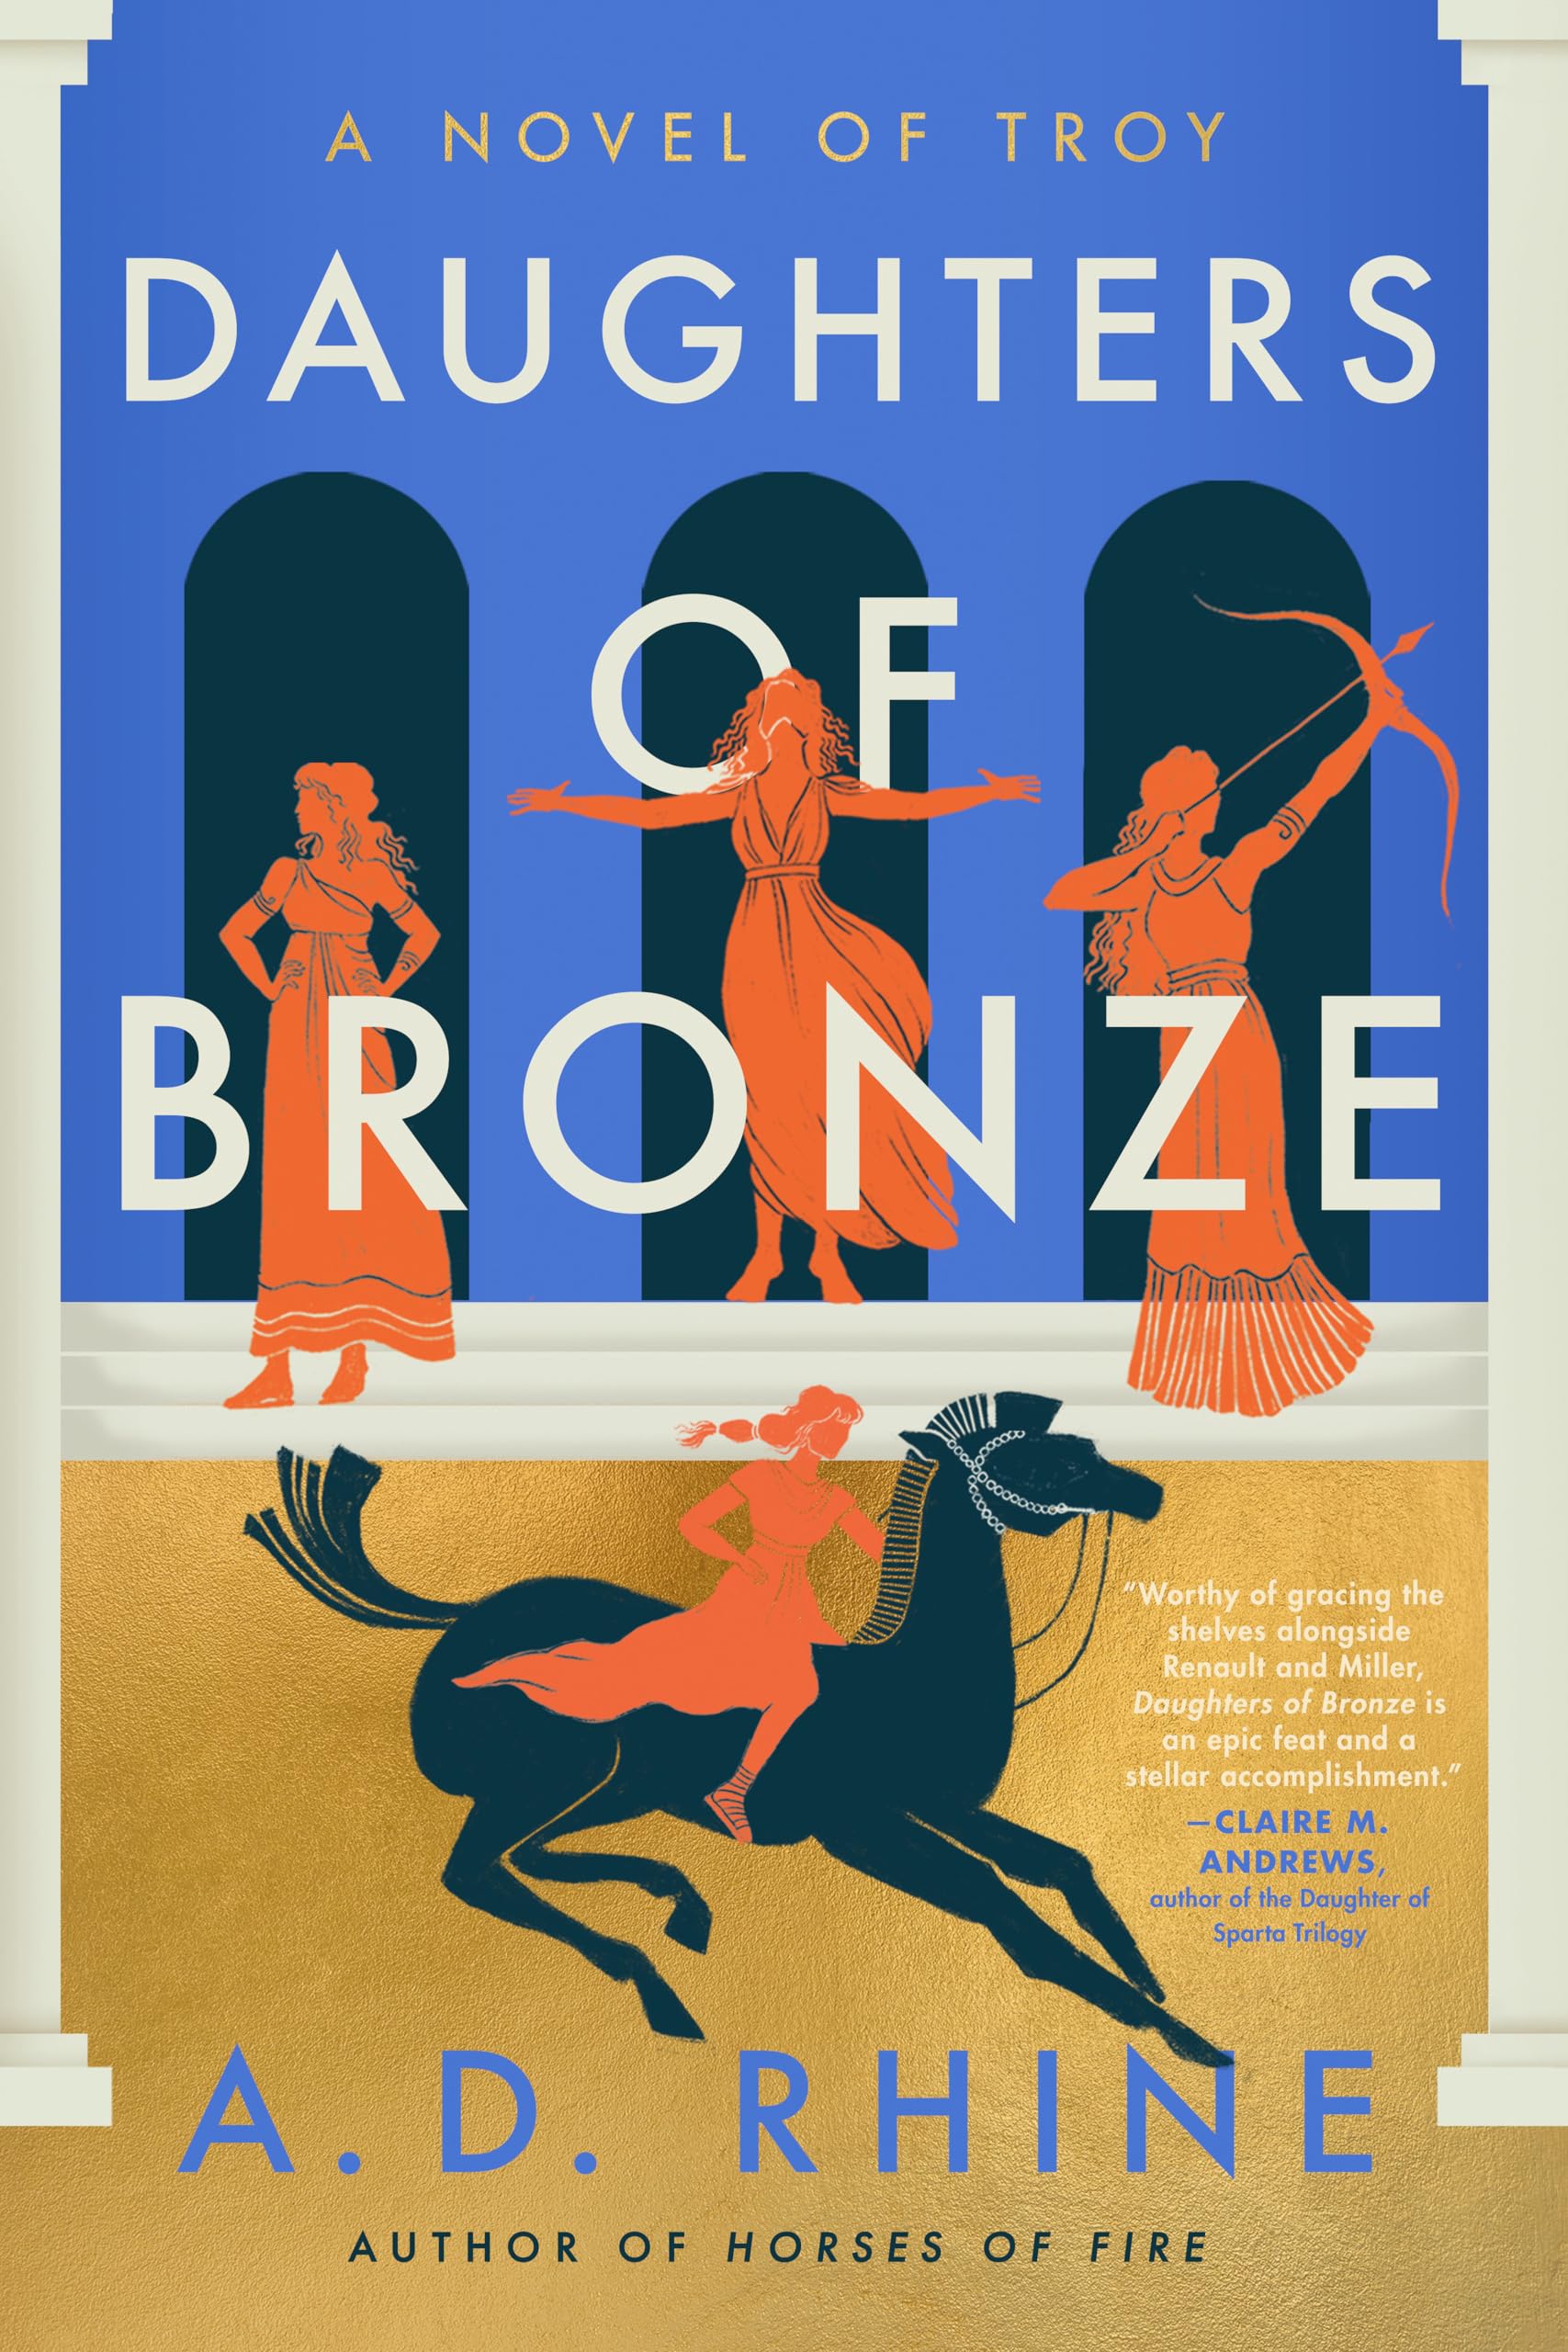 A NOVEL OF TROY
DAUGHTERS
OF
BRONZE
“Worthy of gracing the
shelves alongside
Renault and Miller,
Daughters of Bronze is
an epic feat and a
stellar accomplishment.”
—CLAIRE M.
ANDREWS,
author of the Daughter of
Sparta Trilogy
A. D. RHINE
AUTHOR OF HORSES OF FIRE